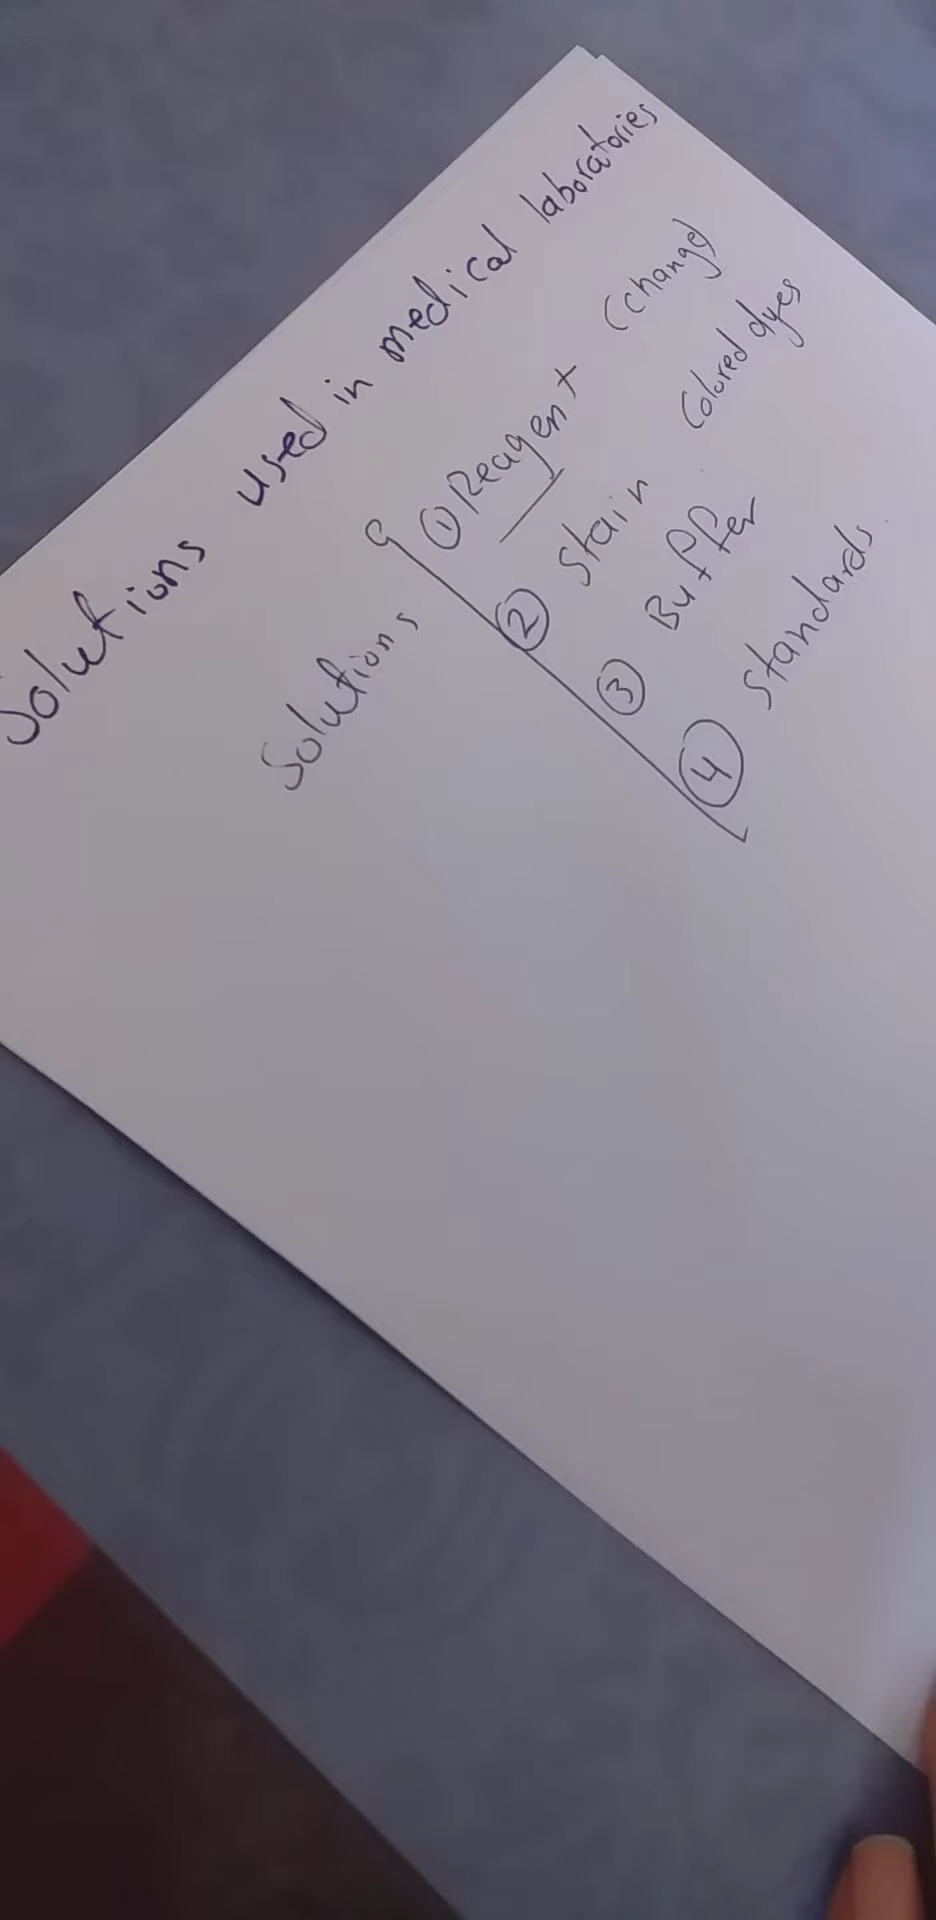 Solutions used in medical laboratories
Solutions
① Reagent (change)
② Stain Colored dyes
③ Buffer
④ Standards.